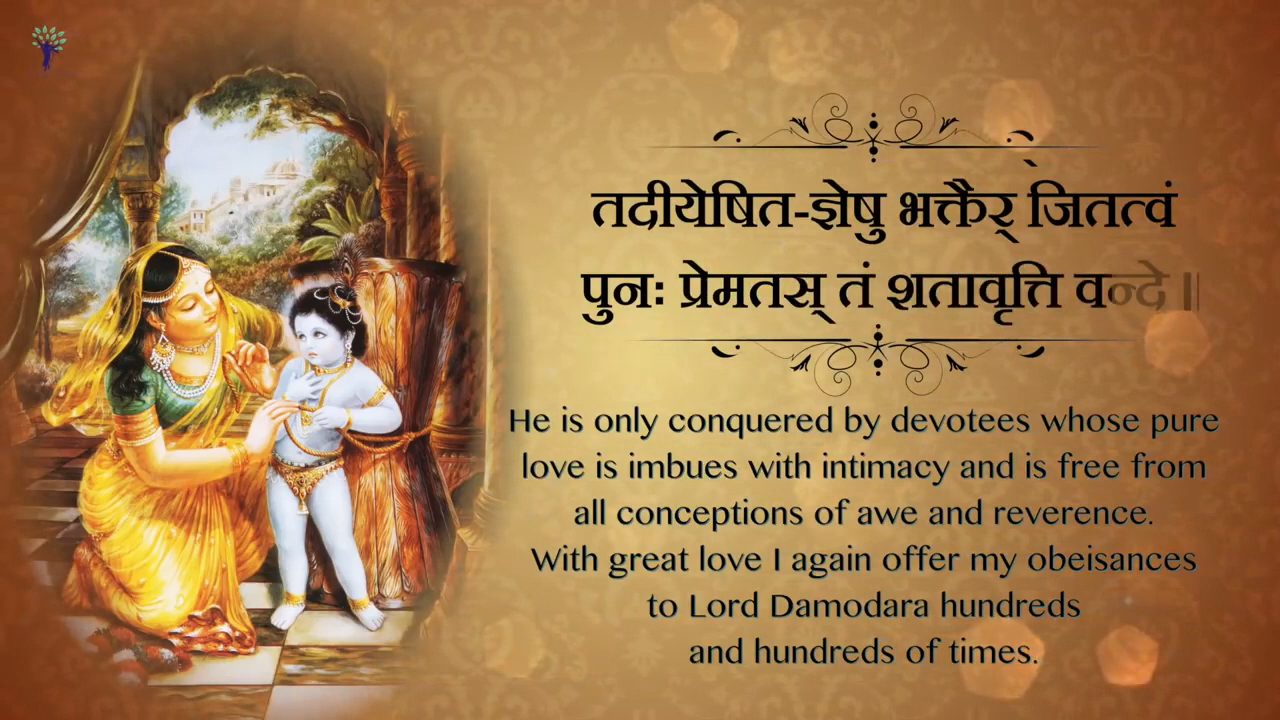 तदीयेषित-ज्ञेषु भक्तैर् जितत्वं
पुनः प्रेमतस् तं शतावृत्ति वन्दे ॥
He is only conquered by devotees whose pure
love is imbues with intimacy and is free from
all conceptions of awe and reverence.
With great love I again offer my obeisances
to Lord Damodara hundreds
and hundreds of times.